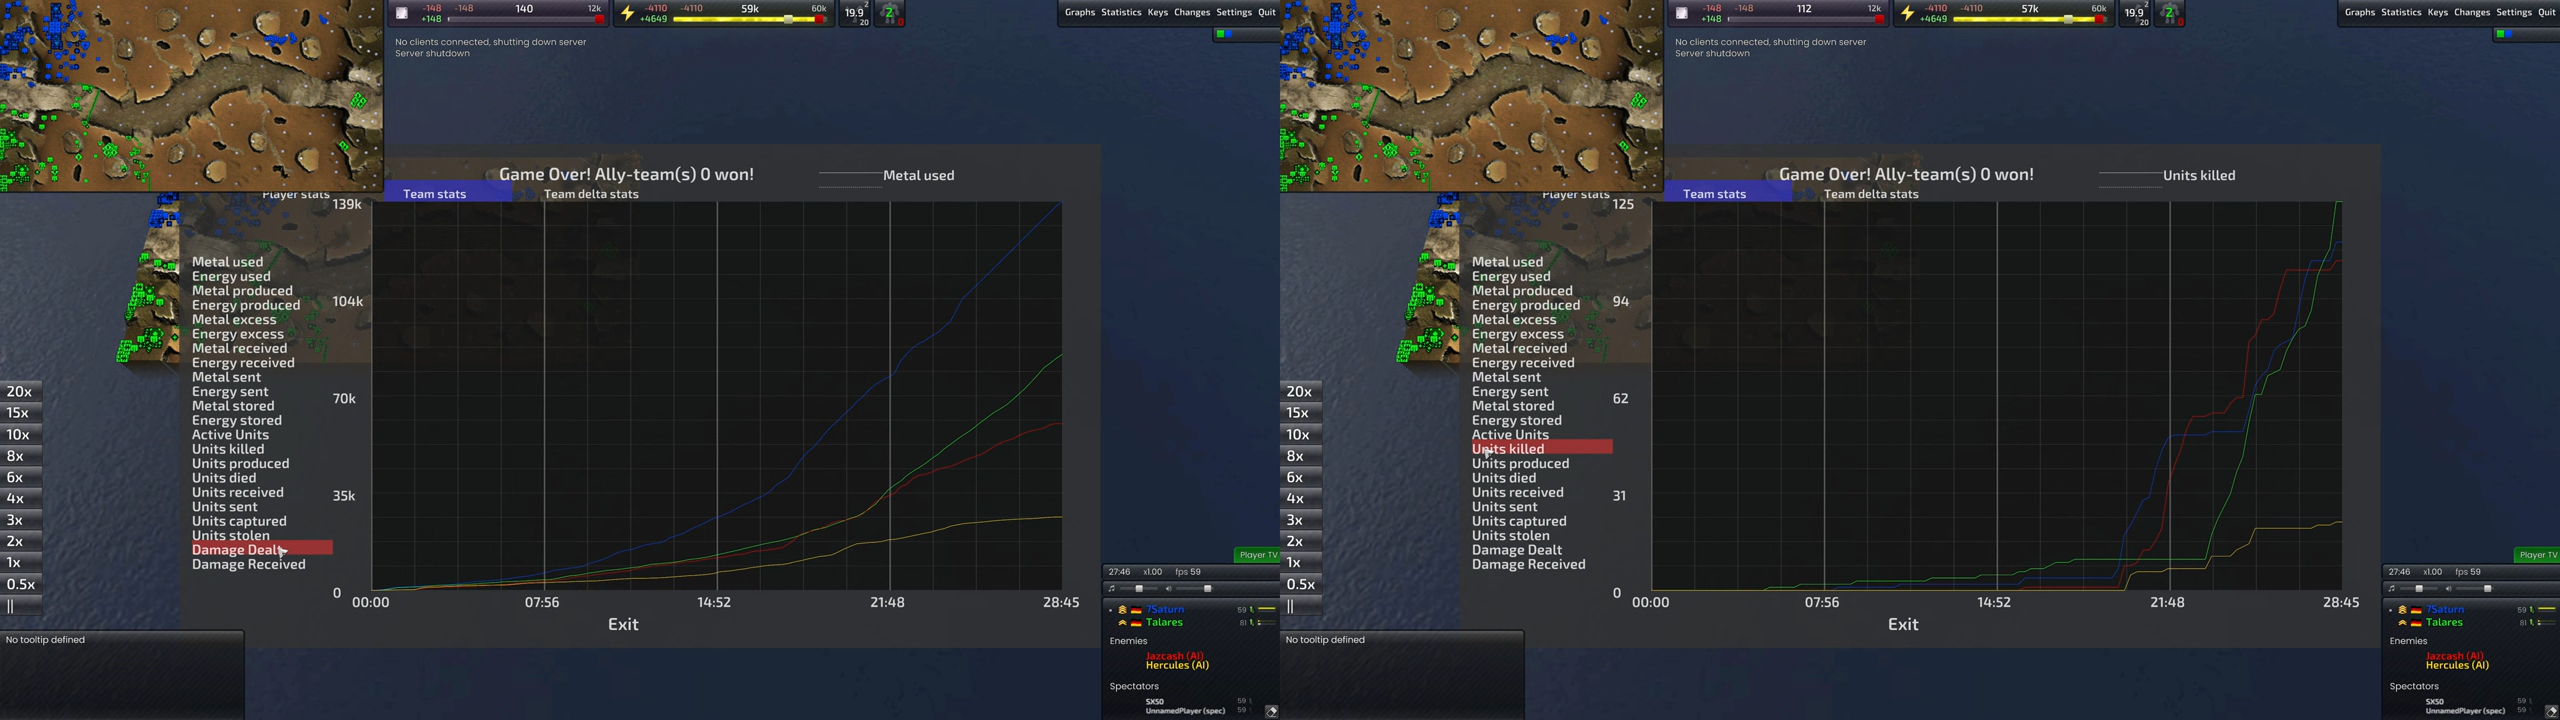 -148 -148 140 12k
+148
-4110 -4110 59k 60k
+4649
19.9 2 20
2 0
Graphs Statistics Keys Changes Settings Quit
No clients connected, shutting down server
Server shutdown
Game Over! Ally-team(s) 0 won!
Metal used
Player stats
Team stats
Team delta stats
139k
104k
70k
35k
0
Metal used
Energy used
Metal produced
Energy produced
Metal excess
Energy excess
Metal received
Energy received
Metal sent
Energy sent
Metal stored
Energy stored
Active Units
Units killed
Units produced
Units died
Units received
Units sent
Units captured
Units stolen
Damage Dealt
Damage Received
20x
15x
10x
8x
6x
4x
3x
2x
1x
0.5x
||
00:00 07:56 14:52 21:48 28:45
Exit
No tooltip defined
Player TV
27:46 x1.00 fps 59
7Saturn 59
Talares 81
Enemies
Jazcash (AI)
Hercules (AI)
Spectators
SX50 59
UnnamedPlayer (spec) 59
-148 -148 112 12k
+148
-4110 -4110 57k 60k
+4649
19.9 2 20
2 0
Graphs Statistics Keys Changes Settings Quit
No clients connected, shutting down server
Server shutdown
Game Over! Ally-team(s) 0 won!
Units killed
Player stats
Team stats
Team delta stats
125
94
62
31
0
Metal used
Energy used
Metal produced
Energy produced
Metal excess
Energy excess
Metal received
Energy received
Metal sent
Energy sent
Metal stored
Energy stored
Active Units
Units killed
Units produced
Units died
Units received
Units sent
Units captured
Units stolen
Damage Dealt
Damage Received
20x
15x
10x
8x
6x
4x
3x
2x
1x
0.5x
||
00:00 07:56 14:52 21:48 28:45
Exit
No tooltip defined
Player TV
27:46 x1.00 fps 59
7Saturn 59
Talares 81
Enemies
Jazcash (AI)
Hercules (AI)
Spectators
SX50 59
UnnamedPlayer (spec) 59